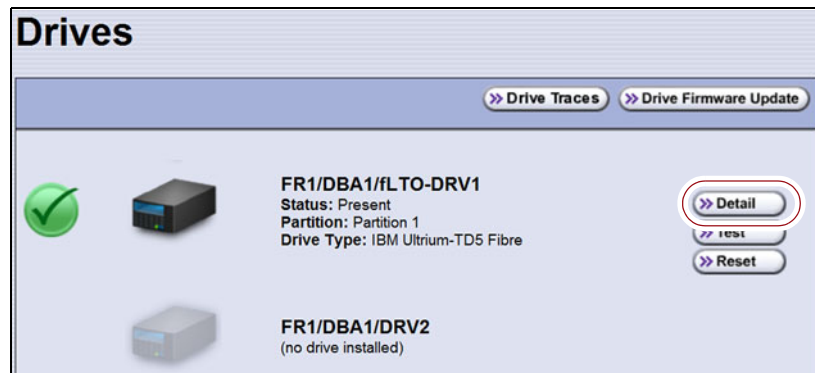 Drives
>> Drive Traces >> Drive Firmware Update
FR1/DBA1/fLTO-DRV1
Status: Present
Partition: Partition 1
Drive Type: IBM Ultrium-TD5 Fibre
>> Detail
>> Test
>> Reset
FR1/DBA1/DRV2
(no drive installed)